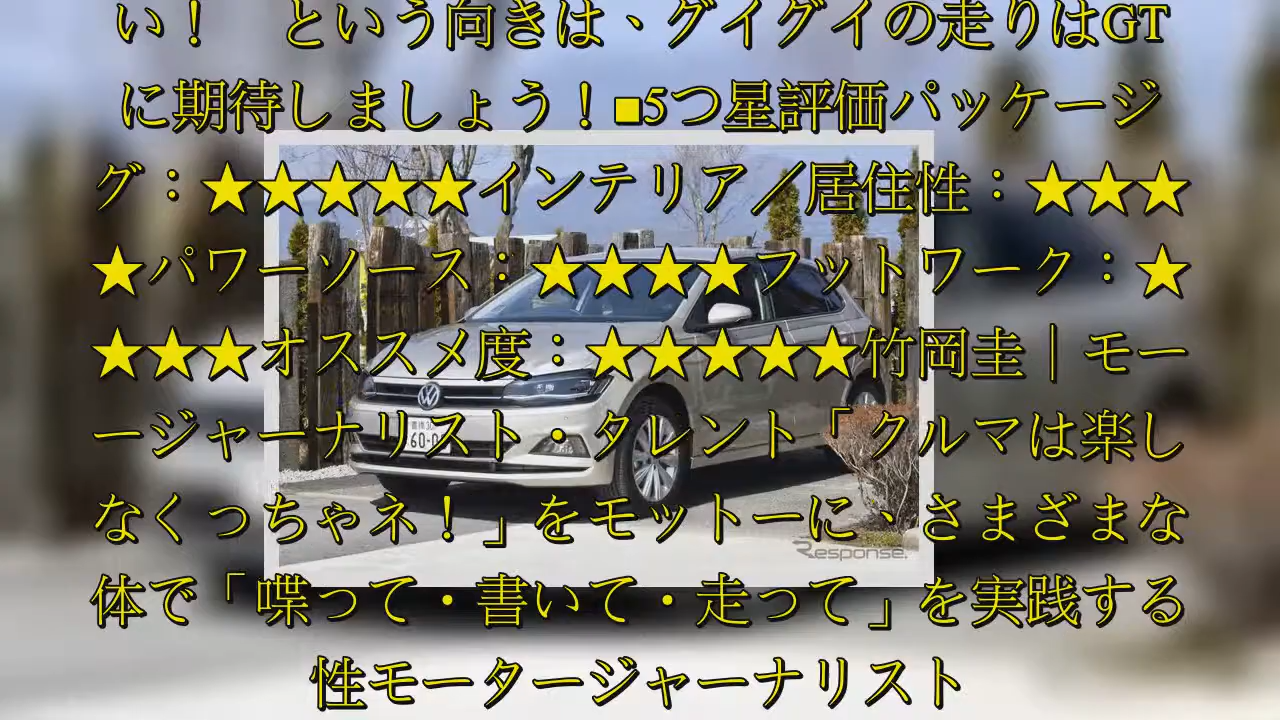 い！　という向きは、グイグイの走りはGT
に期待しましょう！■5つ星評価パッケージ
グ：★★★★★インテリア／居住性：★★★
★パワーソース：★★★★フットワーク：★
★★★オススメ度：★★★★★竹岡圭｜モー
ージャーナリスト・タレント「クルマは楽し
なくっちゃネ！」をモットーに、さまざまな
体で「喋って・書いて・走って」を実践する
性モータージャーナリスト
60-0
Response.